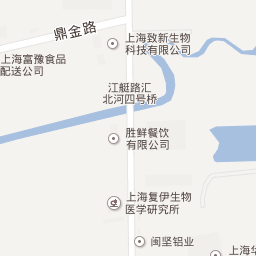 鼎金路
上海致新生物
科技有限公司
上海富豫食品
配送公司
江艇路汇
北河四号桥
胜鲜餐饮
有限公司
上海复伊生物
医学研究所
闽坚铝业
上海华